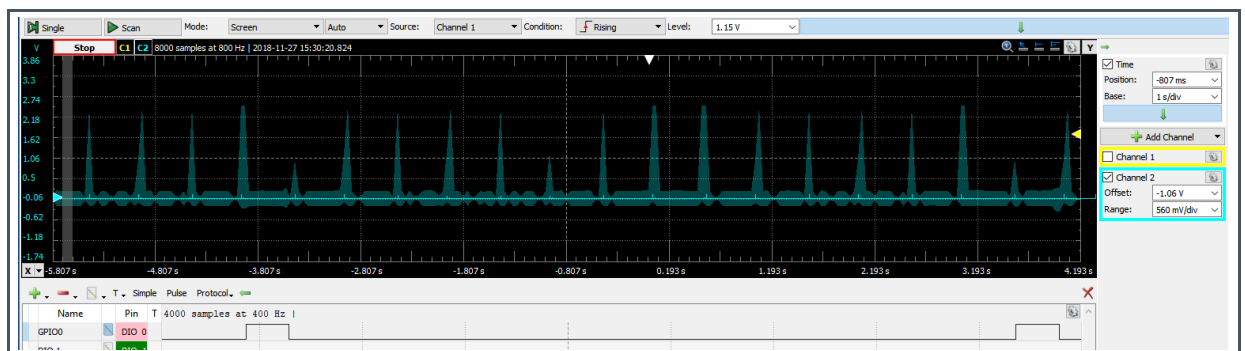 Single Scan Mode: Screen Auto Source: Channel 1 Condition: Rising Level: 1.15 V
V Stop C1 C2 8000 samples at 800 Hz | 2018-11-27 15:30:20.824 Y
3.86
3.3
2.74
2.18
1.62
1.06
0.5
-0.06
-0.62
-1.18
-1.74
X -5.807 s -4.807 s -3.807 s -2.807 s -1.807 s -0.807 s 0.193 s 1.193 s 2.193 s 3.193 s 4.193 s
Time
Position: -807 ms
Base: 1 s/div
Add Channel
Channel 1
Channel 2
Offset: -1.06 V
Range: 560 mV/div
T Simple Pulse Protocol
Name Pin T 4000 samples at 400 Hz |
GPIO0 DIO 0
DIO 1 DIO 1